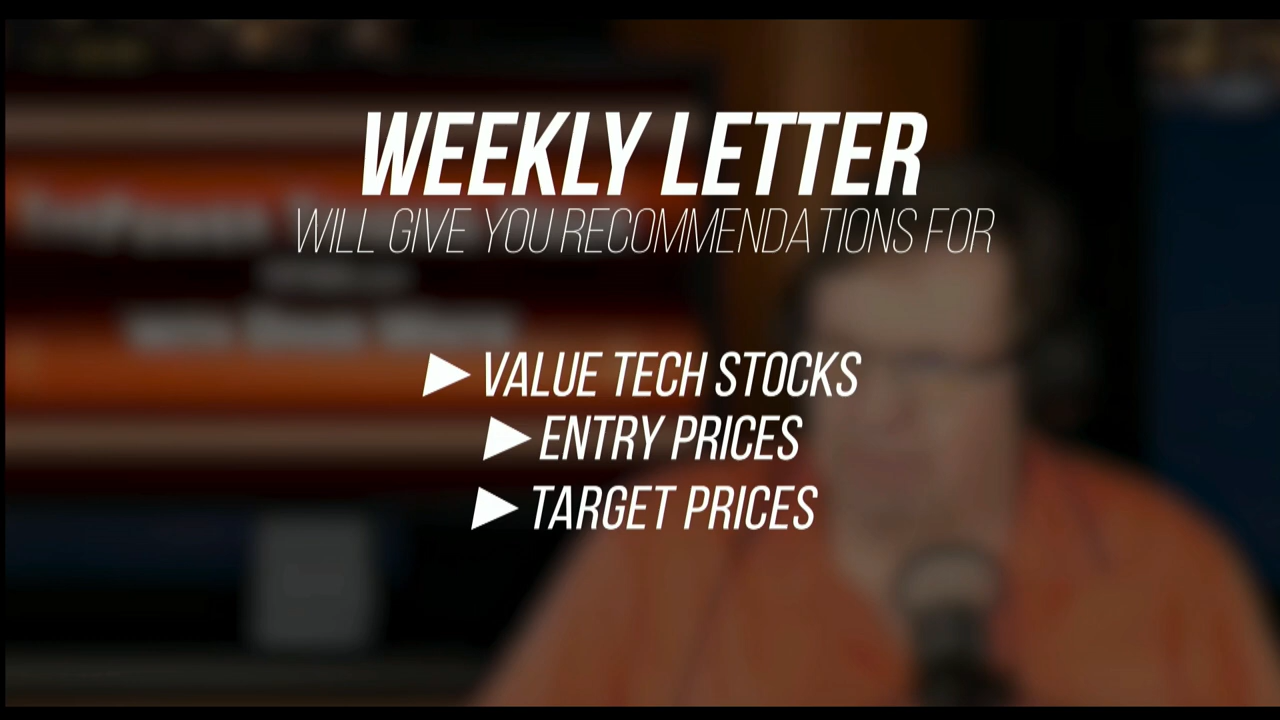 WEEKLY LETTER
WILL GIVE YOU RECOMMENDATIONS FOR
▶ VALUE TECH STOCKS
▶ ENTRY PRICES
▶ TARGET PRICES